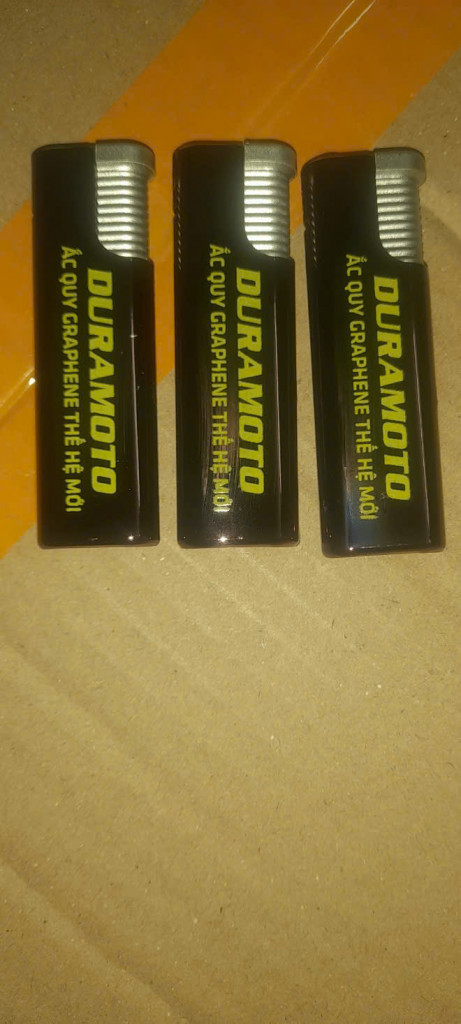 DURAMOTO
ẮC QUY GRAPHENE THẾ HỆ MỚI
DURAMOTO
ẮC QUY GRAPHENE THẾ HỆ MỚI
DURAMOTO
ẮC QUY GRAPHENE THẾ HỆ MỚI